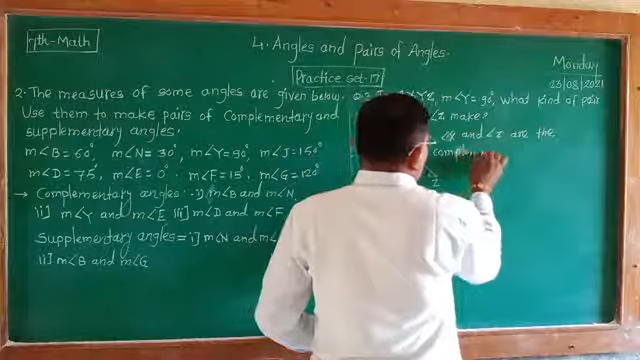 7th-Math
4. Angles and Pairs of Angles.
Monday
13/08/2021
Practice set-17
2. The measures of some angles are given below.
Use them to make pairs of Complementary and
supplementary angles.
m∠B=60°, m∠N=30°, m∠Y=90°, m∠J=150°
m∠D=75°, m∠E=0° m∠F=15°, m∠G=120°
→ Complementary angles :- i] m∠B and m∠N.
ii] m∠Y and m∠E iii] m∠D and m∠F
Supplementary angles = i] m∠N and m∠
ii] m∠B and m∠G
m∠Y=90°, What kind of pair
make?
and ∠Z are the
Z